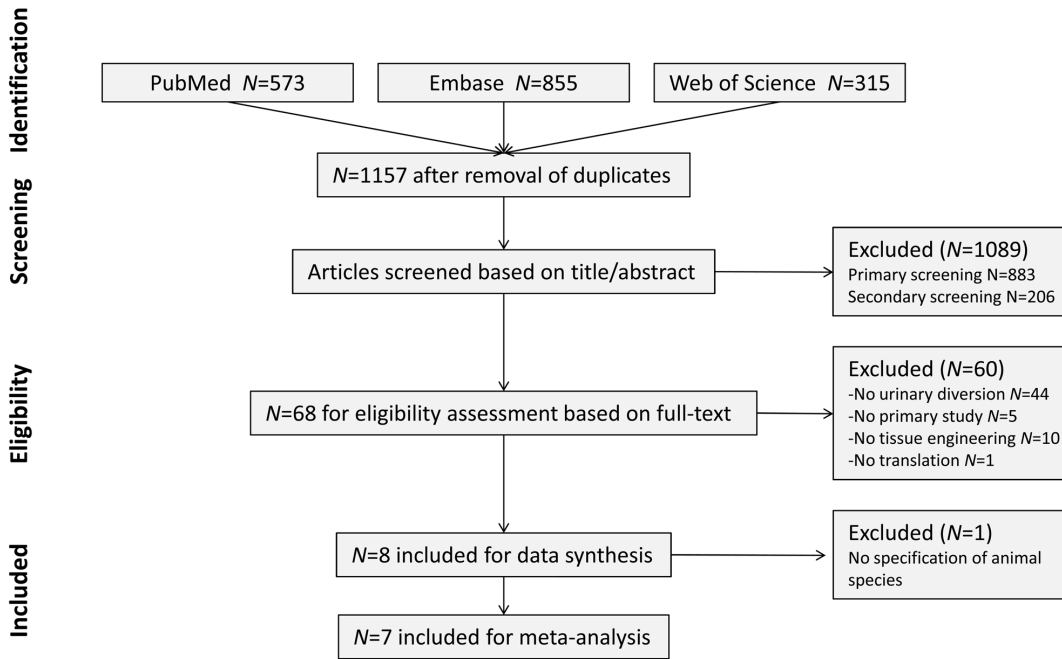 Identification
PubMed N=573
Embase N=855
Web of Science N=315
N=1157 after removal of duplicates
Screening
Articles screened based on title/abstract
Excluded (N=1089)
Primary screening N=883
Secondary screening N=206
Eligibility
N=68 for eligibility assessment based on full-text
Excluded (N=60)
-No urinary diversion N=44
-No primary study N=5
-No tissue engineering N=10
-No translation N=1
Included
N=8 included for data synthesis
Excluded (N=1)
No specification of animal
species
N=7 included for meta-analysis